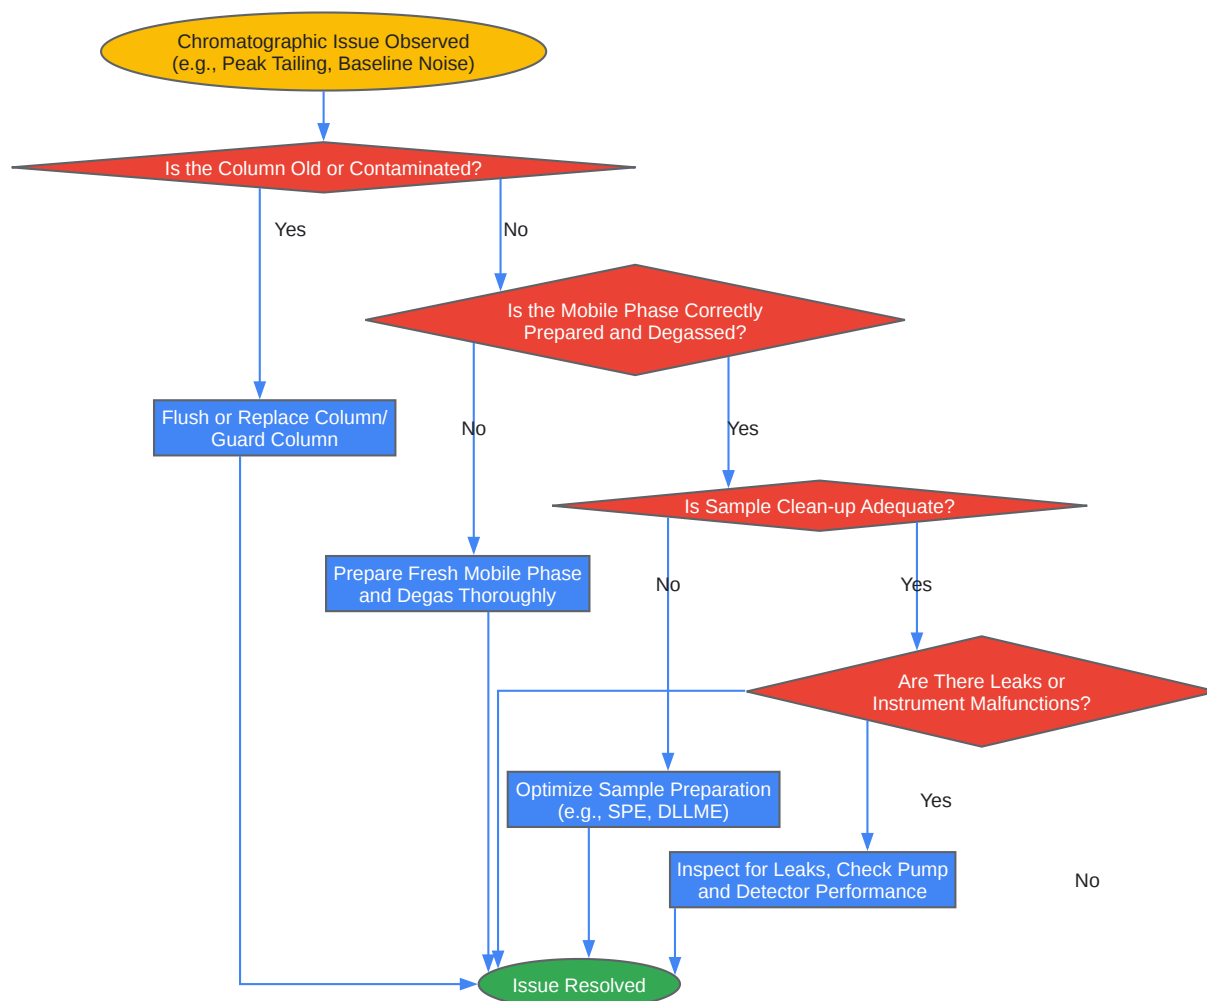 Chromatographic Issue Observed
(e.g., Peak Tailing, Baseline Noise)
Is the Column Old or Contaminated?
Yes
No
Is the Mobile Phase Correctly
Prepared and Degassed?
Flush or Replace Column/
Guard Column
No
Yes
Is Sample Clean-up Adequate?
Prepare Fresh Mobile Phase
and Degas Thoroughly
No
Yes
Are There Leaks or
Instrument Malfunctions?
Optimize Sample Preparation
(e.g., SPE, DLLME)
Yes
Inspect for Leaks, Check Pump
and Detector Performance
No
Issue Resolved